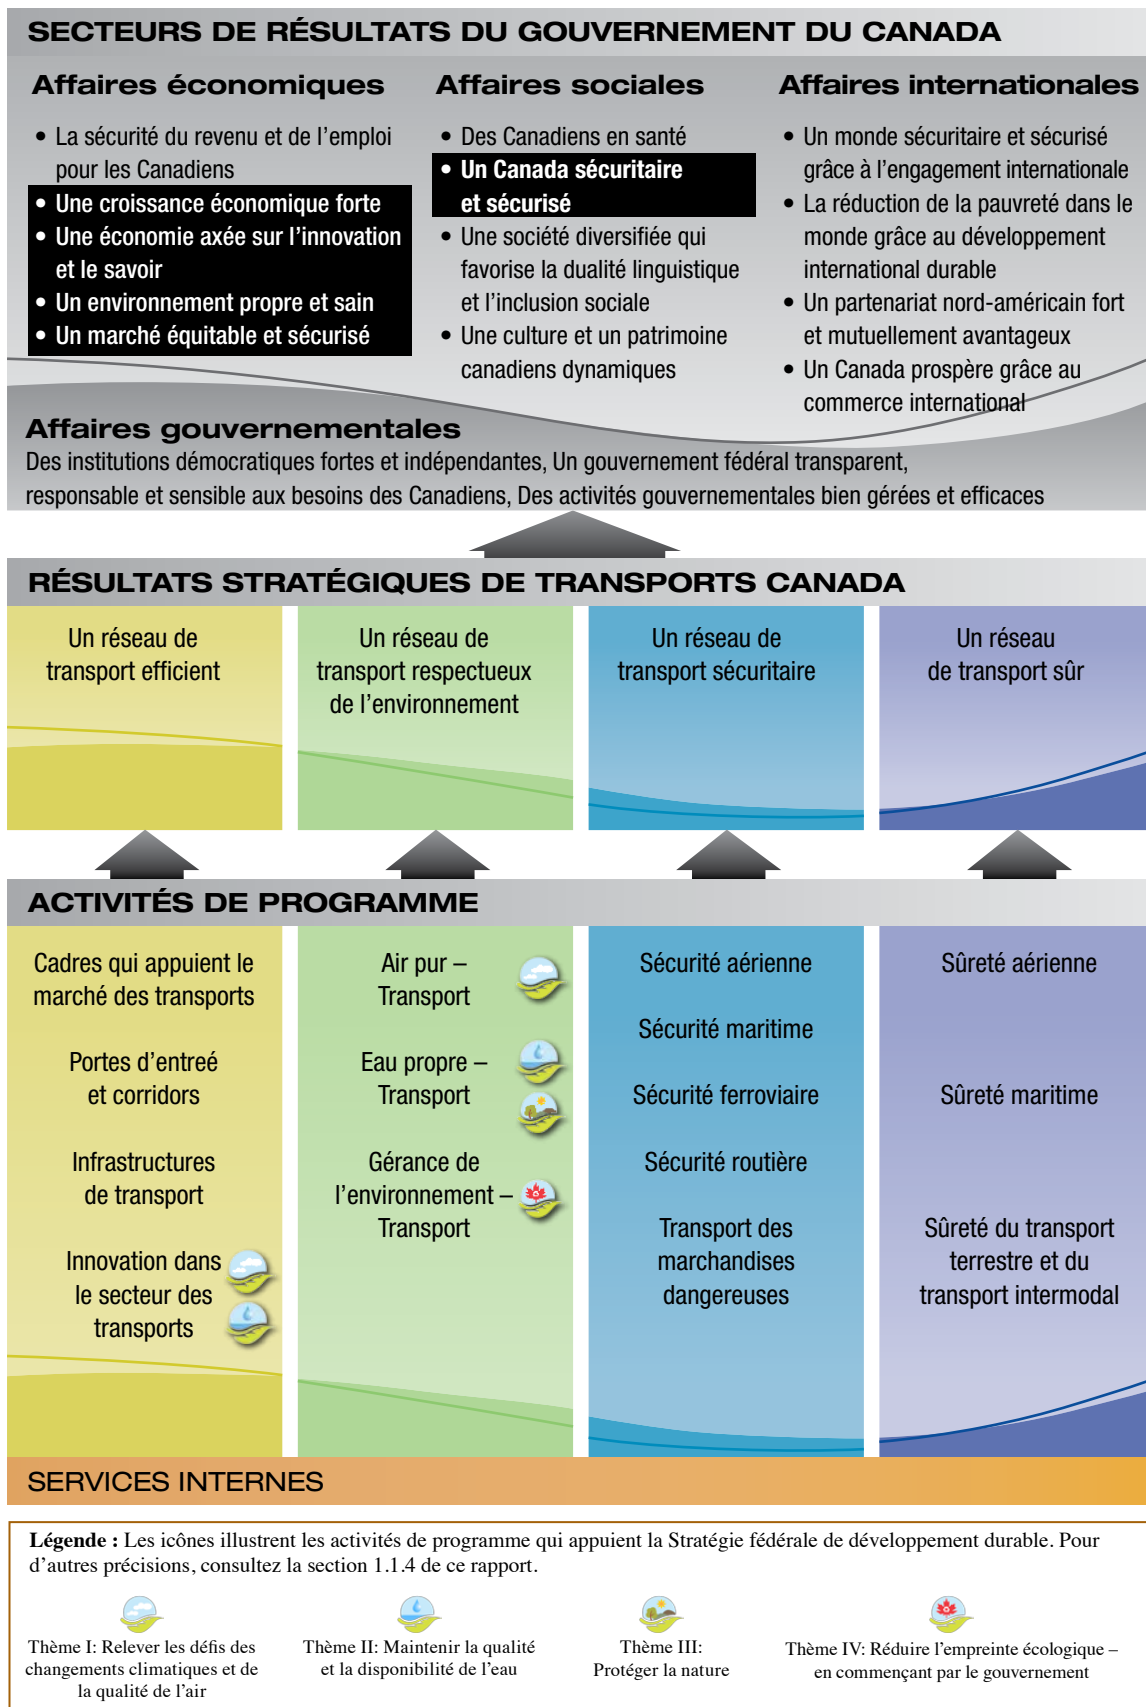 SECTEURS DE RÉSULTATS DU GOUVERNEMENT DU CANADA
Affaires économiques
• La sécurité du revenu et de l'emploi
pour les Canadiens
• Une croissance économique forte
• Une économie axée sur l'innovation
et le savoir
• Un environnement propre et sain
• Un marché équitable et sécurisé
Affaires sociales
• Des Canadiens en santé
• Un Canada sécuritaire
et sécurisé
• Une société diversifiée qui
favorise la dualité linguistique
et l'inclusion sociale
• Une culture et un patrimoine
canadiens dynamiques
Affaires internationales
• Un monde sécuritaire et sécurisé
grâce à l'engagement internationale
• La réduction de la pauvreté dans le
monde grâce au développement
international durable
• Un partenariat nord-américain fort
et mutuellement avantageux
• Un Canada prospère grâce au
commerce international
Affaires gouvernementales
Des institutions démocratiques fortes et indépendantes, Un gouvernement fédéral transparent,
responsable et sensible aux besoins des Canadiens, Des activités gouvernementales bien gérées et efficaces
RÉSULTATS STRATÉGIQUES DE TRANSPORTS CANADA
Un réseau de
transport efficient
Un réseau de
transport respectueux
de l'environnement
Un réseau de
transport sécuritaire
Un réseau
de transport sûr
ACTIVITÉS DE PROGRAMME
Cadres qui appuient le
marché des transports
Portes d'entreé
et corridors
Infrastructures
de transport
Innovation dans
le secteur des
transports
Air pur –
Transport
Eau propre –
Transport
Gérance de
l'environnement –
Transport
Sécurité aérienne
Sécurité maritime
Sécurité ferroviaire
Sécurité routière
Transport des
marchandises
dangereuses
Sûreté aérienne
Sûreté maritime
Sûreté du transport
terrestre et du
transport intermodal
SERVICES INTERNES
Légende : Les icônes illustrent les activités de programme qui appuient la Stratégie fédérale de développement durable. Pour
d'autres précisions, consultez la section 1.1.4 de ce rapport.
Thème I: Relever les défis des
changements climatiques et de
la qualité de l'air
Thème II: Maintenir la qualité
et la disponibilité de l'eau
Thème III:
Protéger la nature
Thème IV: Réduire l'empreinte écologique –
en commençant par le gouvernement